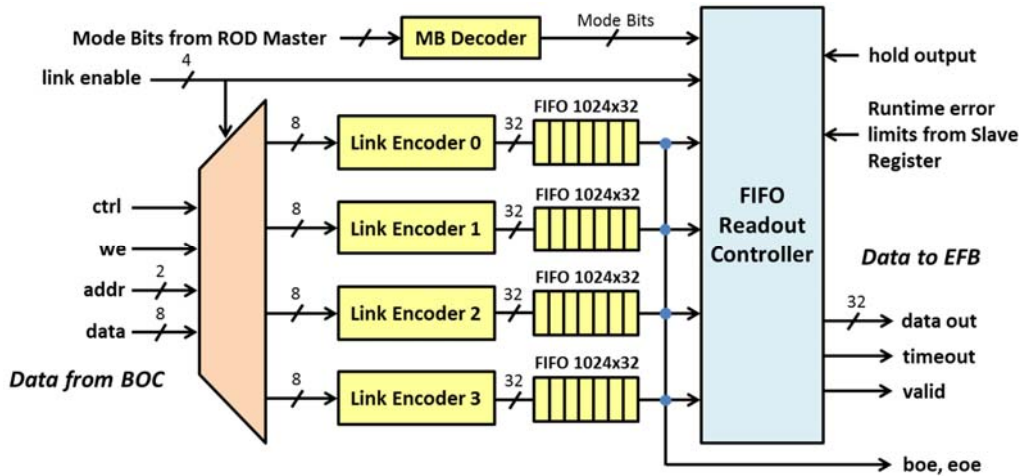 Mode Bits from ROD Master
MB Decoder
Mode Bits
link enable
4
hold output
Runtime error
limits from Slave
Register
FIFO 1024x32
8
Link Encoder 0
32
FIFO 1024x32
8
Link Encoder 1
32
FIFO 1024x32
8
Link Encoder 2
32
FIFO 1024x32
8
Link Encoder 3
32
ctrl
we
addr
2
data
8
Data from BOC
FIFO
Readout
Controller
Data to EFB
32
data out
timeout
valid
boe, eoe